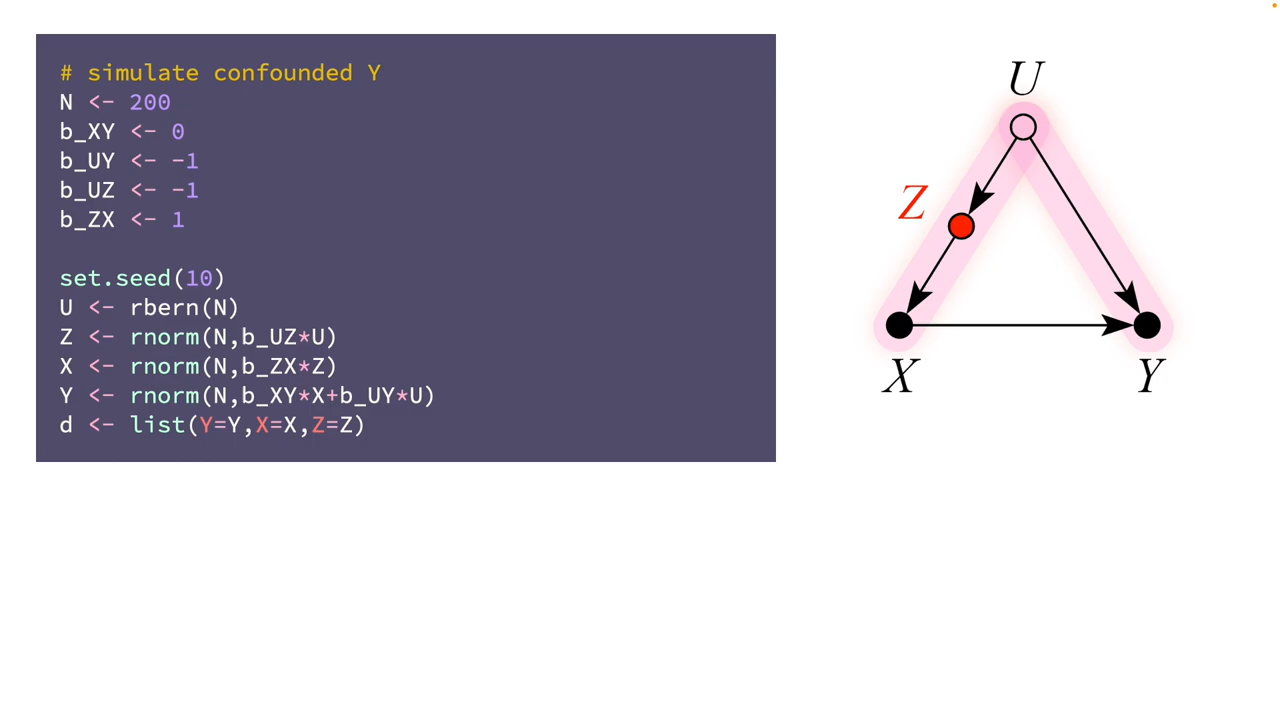 # simulate confounded Y
N <- 200
b_XY <- 0
b_UY <- -1
b_UZ <- -1
b_ZX <- 1
set.seed(10)
U <- rbern(N)
Z <- rnorm(N,b_UZ*U)
X <- rnorm(N,b_ZX*Z)
Y <- rnorm(N,b_XY*X+b_UY*U)
d <- list(Y=Y,X=X,Z=Z)
U
Z
X
Y